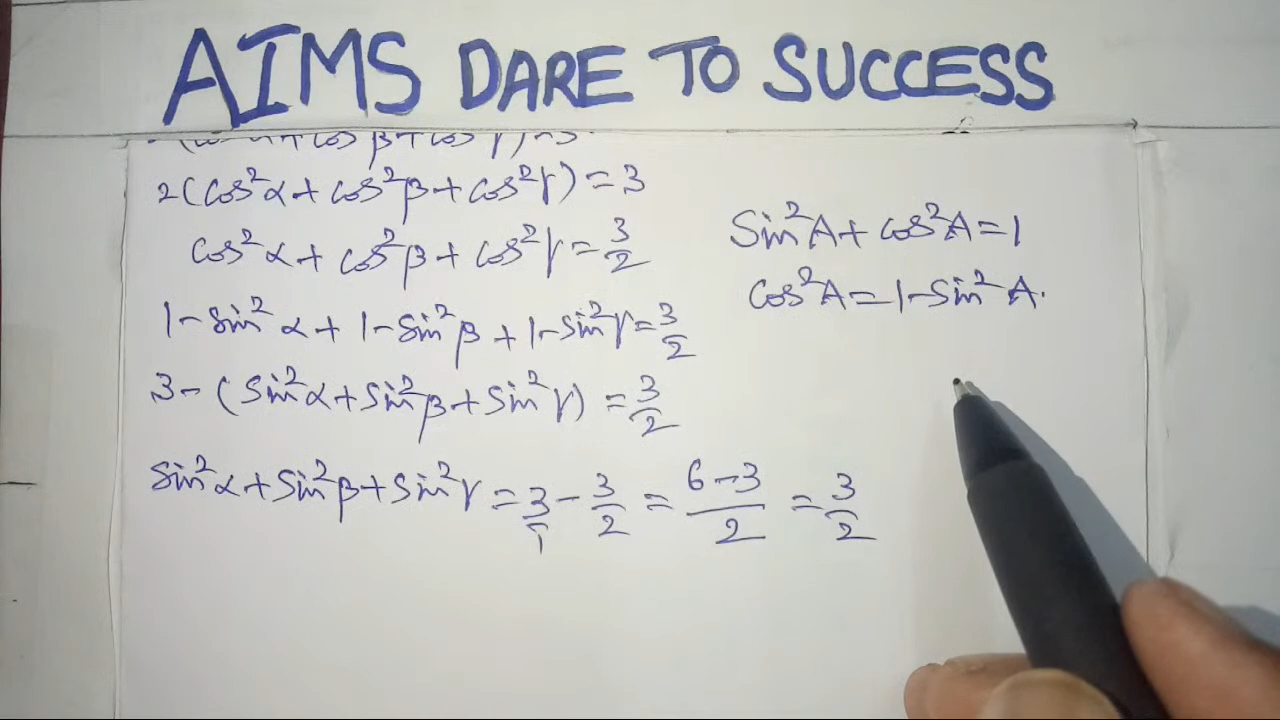 AIMS DARE TO SUCCESS
2(cos²α + cos²β + cos²γ) = 3
cos²α + cos²β + cos²γ = 3/2
1 - sin²α + 1 - sin²β + 1 - sin²γ = 3/2
3 - (sin²α + sin²β + sin²γ) = 3/2
sin²α + sin²β + sin²γ = 3/1 - 3/2 = 6-3/2 = 3/2
Sin²A + cos²A = 1
Cos²A = 1 - sin²A.